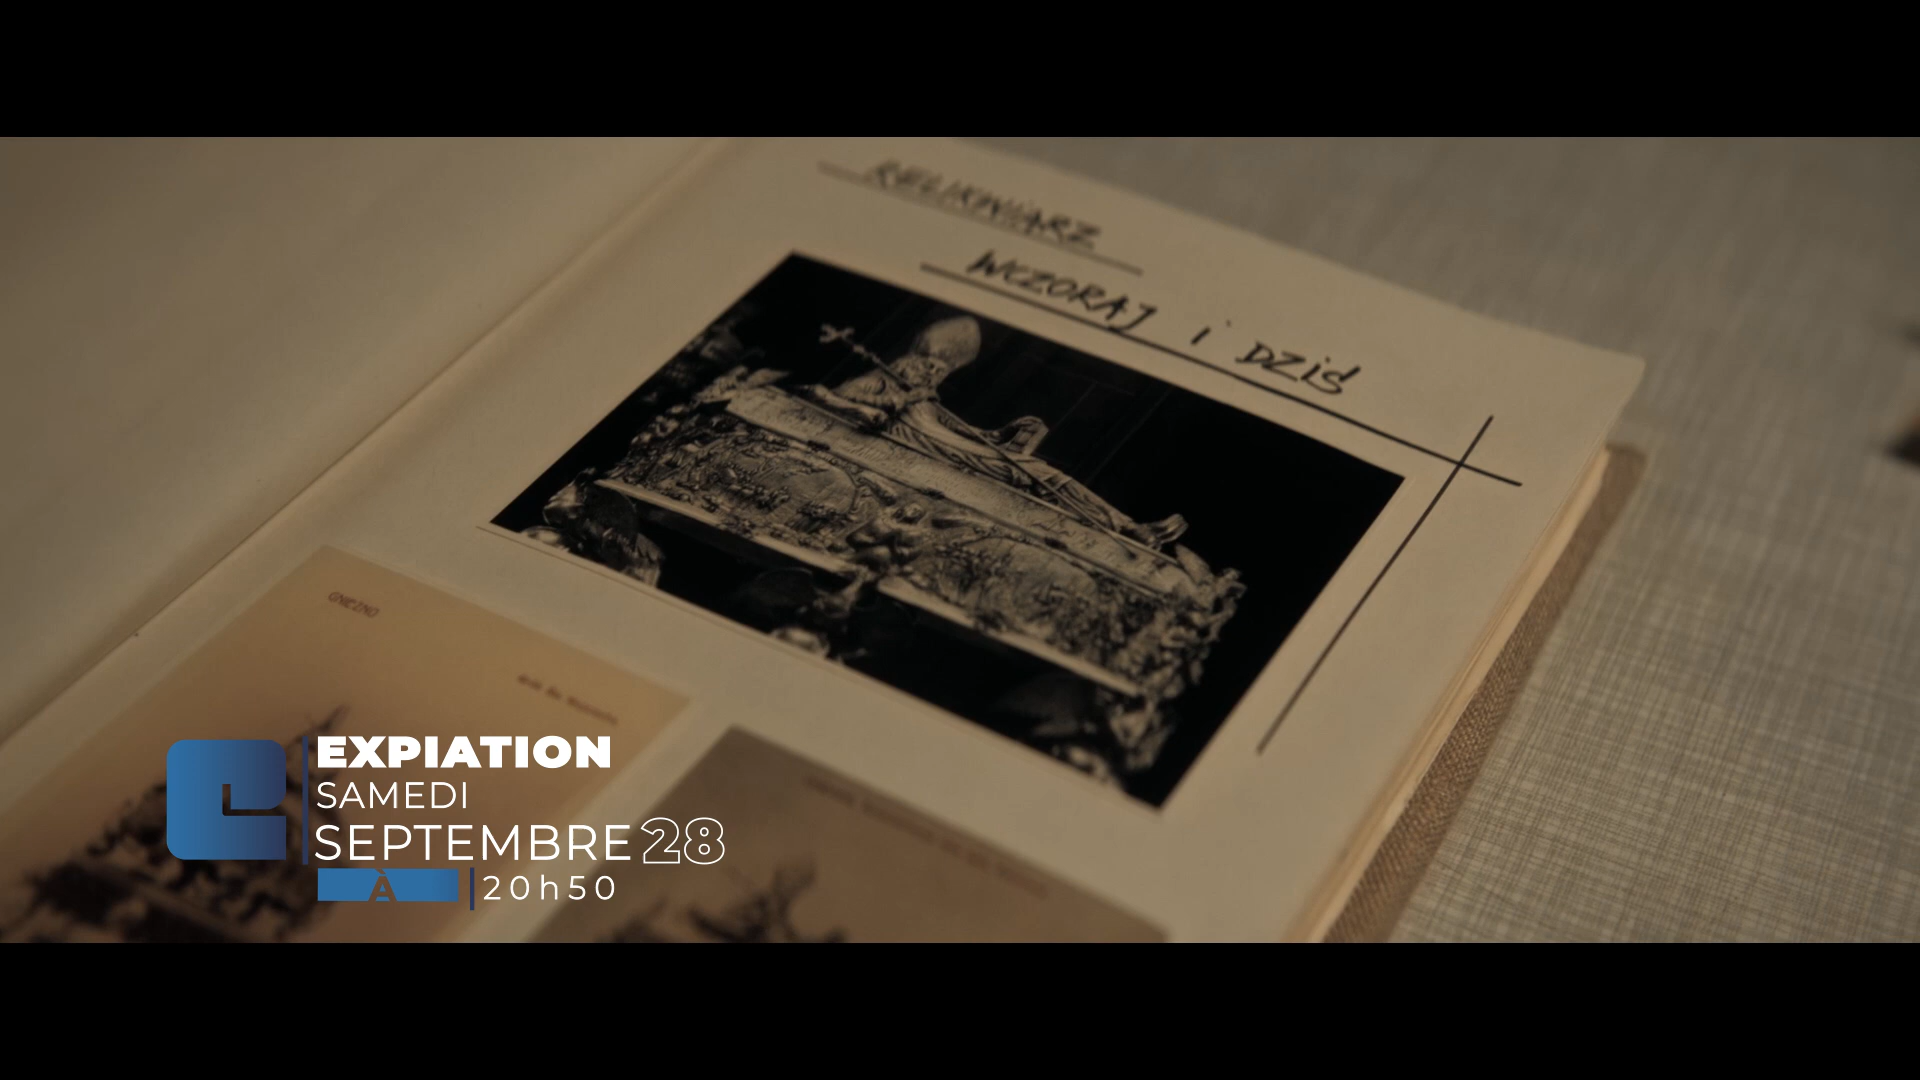 RELIKWIARZ
WCZORAJ i DZiŚ
GNIEZNO
EXPIATION
SAMEDI
SEPTEMBRE 28
À 20h50